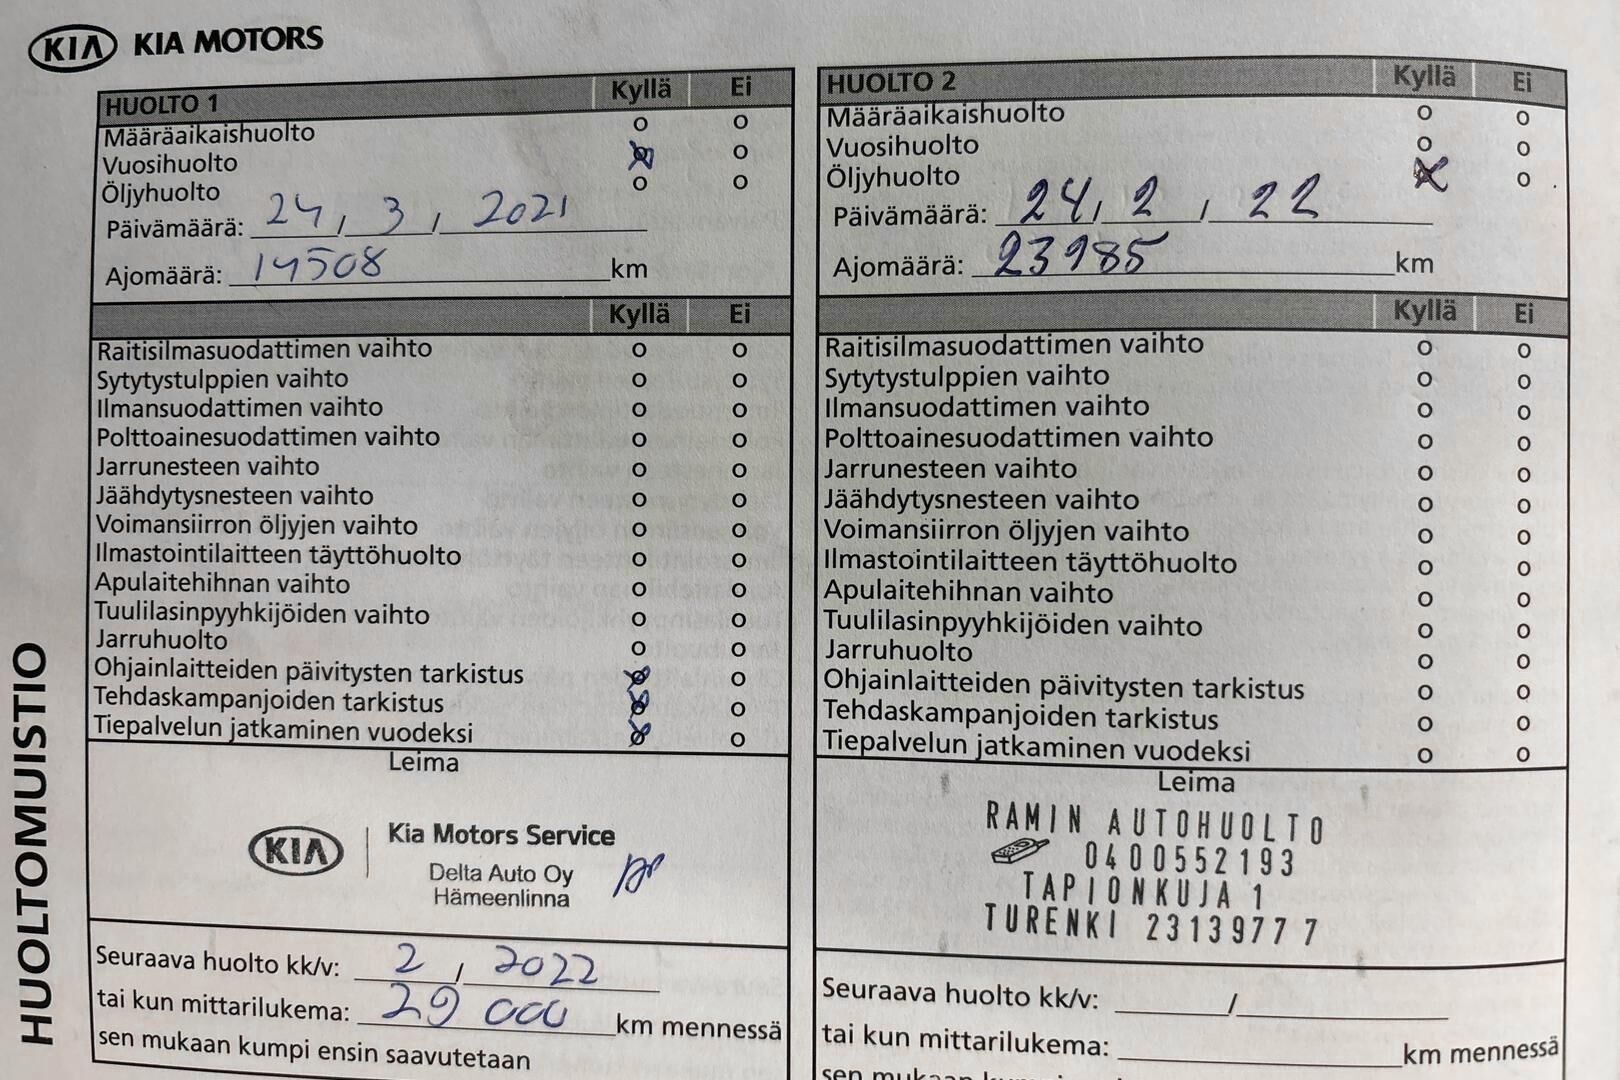 KIA KIA MOTORS
HUOLTOMUISTIO
HUOLTO 1 Kyllä Ei
Määräaikaishuolto o o
Vuosihuolto x o
Öljyhuolto o o
Päivämäärä: 24 / 3 / 2021
Ajomäärä: 14508 km
Kyllä Ei
Raitisilmasuodattimen vaihto o o
Sytytystulppien vaihto o o
Ilmansuodattimen vaihto o o
Polttoainesuodattimen vaihto o o
Jarrunesteen vaihto o o
Jäähdytysnesteen vaihto o o
Voimansiirron öljyjen vaihto o o
Ilmastointilaitteen täyttöhuolto o o
Apulaitehihnan vaihto o o
Tuulilasinpyyhkijöiden vaihto o o
Jarruhuolto o o
Ohjainlaitteiden päivitysten tarkistus x o
Tehdaskampanjoiden tarkistus x o
Tiepalvelun jatkaminen vuodeksi x o
Leima
KIA Kia Motors Service
Delta Auto Oy
Hämeenlinna
Seuraava huolto kk/v: 2 / 2022
tai kun mittarilukema: 29 000 km mennessä
sen mukaan kumpi ensin saavutetaan
HUOLTO 2 Kyllä Ei
Määräaikaishuolto o o
Vuosihuolto o o
Öljyhuolto x o
Päivämäärä: 24 / 2 / 22
Ajomäärä: 23985 km
Kyllä Ei
Raitisilmasuodattimen vaihto o o
Sytytystulppien vaihto o o
Ilmansuodattimen vaihto o o
Polttoainesuodattimen vaihto o o
Jarrunesteen vaihto o o
Jäähdytysnesteen vaihto o o
Voimansiirron öljyjen vaihto o o
Ilmastointilaitteen täyttöhuolto o o
Apulaitehihnan vaihto o o
Tuulilasinpyyhkijöiden vaihto o o
Jarruhuolto o o
Ohjainlaitteiden päivitysten tarkistus o o
Tehdaskampanjoiden tarkistus o o
Tiepalvelun jatkaminen vuodeksi o o
Leima
RAMIN AUTOHUOLTO
0400552193
TAPIONKUJA 1
TURENKI 23139777
Seuraava huolto kk/v: /
tai kun mittarilukema: km mennessä
sen mukaan